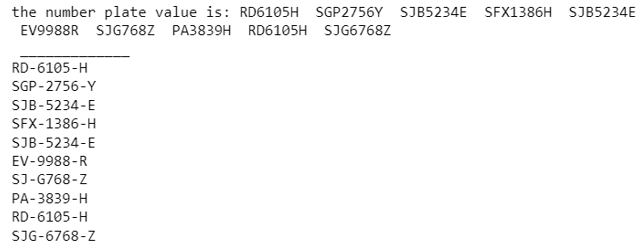 the number plate value is: RD6105H SGP2756Y SJB5234E SFX1386H SJB5234E
EV9988R SJG768Z PA3839H RD6105H SJG6768Z
_____________
RD-6105-H
SGP-2756-Y
SJB-5234-E
SFX-1386-H
SJB-5234-E
EV-9988-R
SJ-G768-Z
PA-3839-H
RD-6105-H
SJG-6768-Z